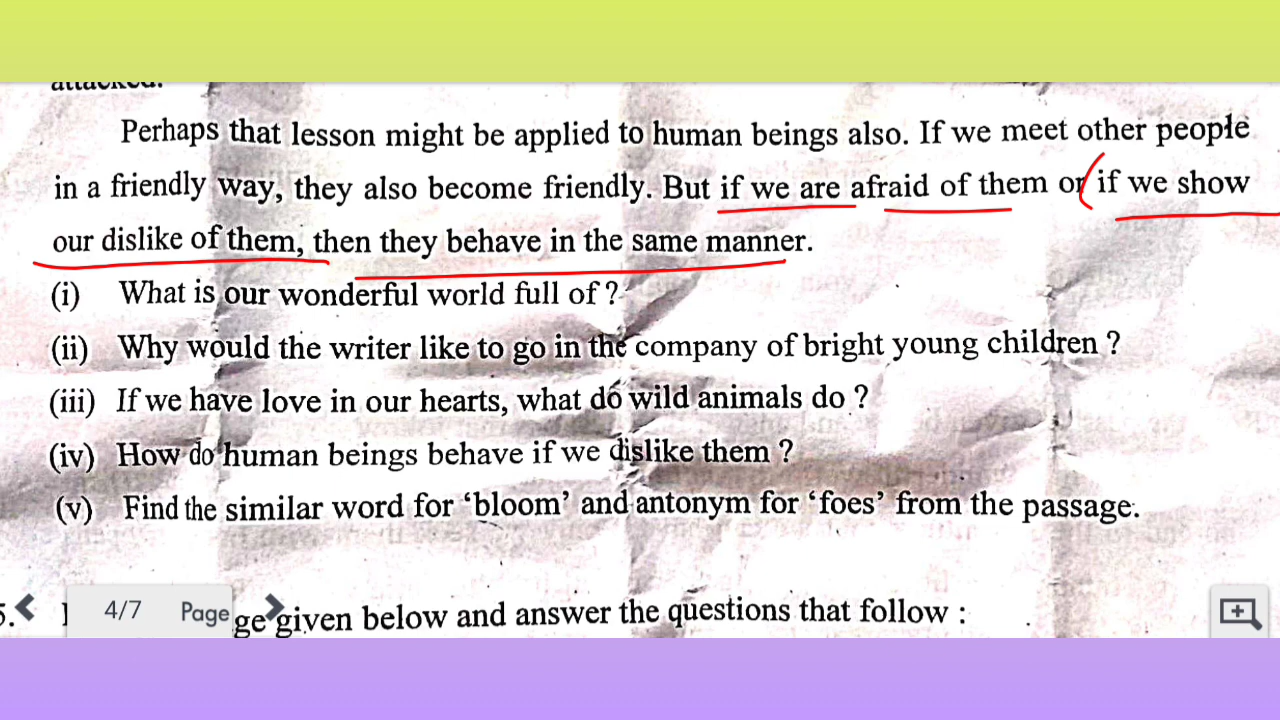 attacked.
Perhaps that lesson might be applied to human beings also. If we meet other people
in a friendly way, they also become friendly. But if we are afraid of them or if we show
our dislike of them, then they behave in the same manner.
(i) What is our wonderful world full of ?
(ii) Why would the writer like to go in the company of bright young children ?
(iii) If we have love in our hearts, what do wild animals do ?
(iv) How do human beings behave if we dislike them ?
(v) Find the similar word for ‘bloom’ and antonym for ‘foes’ from the passage.
5. ge given below and answer the questions that follow :
4/7 Page